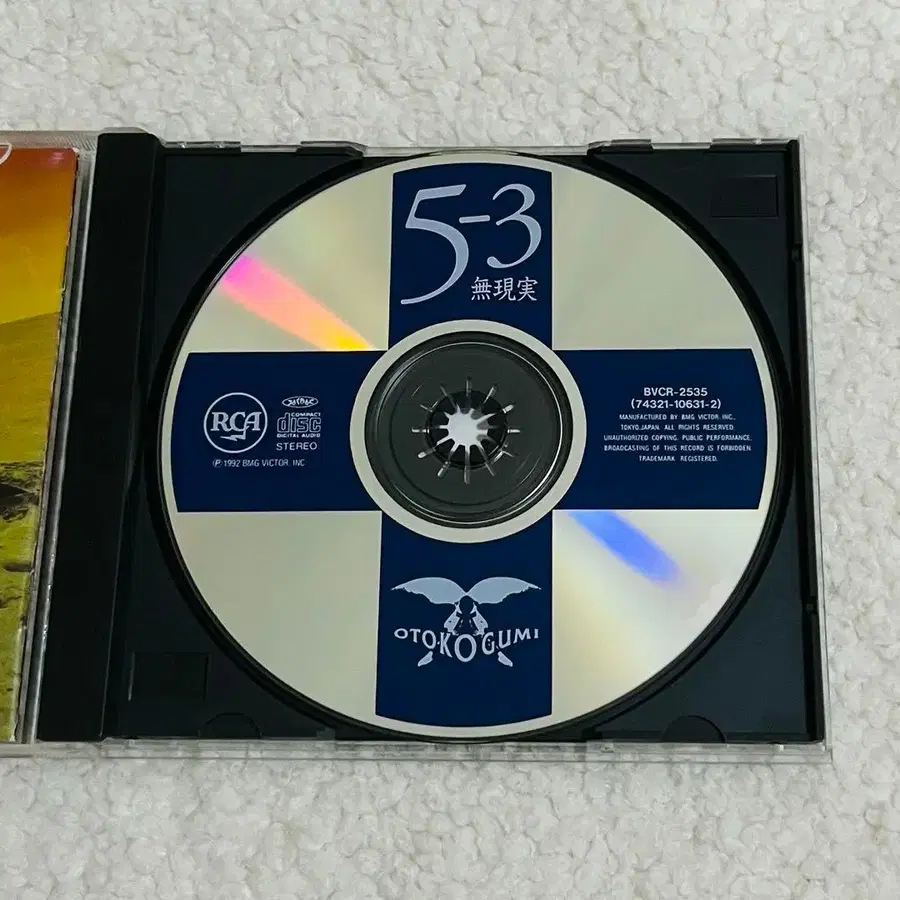 5-3
無現実
RCA
COMPACT
disc
DIGITAL AUDIO
STEREO
℗ 1992 BMG VICTOR, INC.
BVCR-2535
(74321-10631-2)
MANUFACTURED BY BMG VICTOR, INC.,
TOKYO, JAPAN. ALL RIGHTS RESERVED.
UNAUTHORIZED COPYING, PUBLIC PERFORMANCE,
BROADCASTING OF THIS RECORD IS FORBIDDEN.
TRADEMARK REGISTERED.
OTOKOGUMI